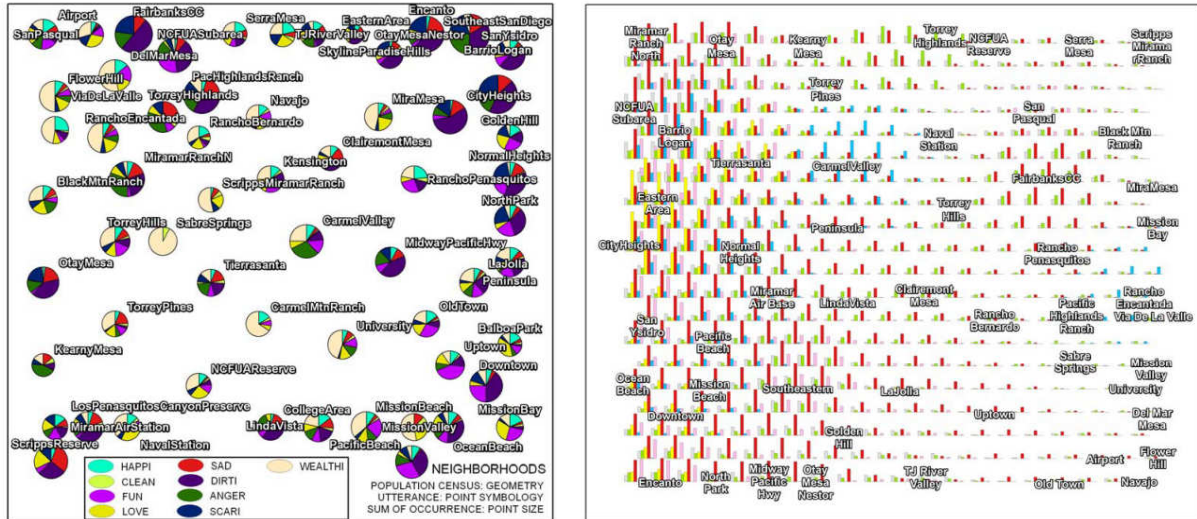 Airport
FairbanksCC
SerraMesa
EasternArea
Encanto
SoutheastSanDiego
SanPasqual
NCFUASubarea
TJRiverValley
OtayMesaNestor
SanYsidro
DelMarMesa
SkylineParadiseHills
BarrioLogan
FlowerHill
PacHighlandsRanch
ViaDeLaValle
TorreyHighlands
Navajo
MiraMesa
CityHeights
RanchoEncantada
RanchoBernardo
GoldenHill
MiramarRanchN
ClairemontMesa
Kensington
NormalHeights
BlackMtnRanch
ScrippsMiramarRanch
RanchoPenasquitos
NorthPark
TorreyHills
SabreSprings
CarmelValley
MidwayPacificHwy
OtayMesa
Tierrasanta
LaJolla
Peninsula
TorreyPines
CarmelMtnRanch
OldTown
University
BalboaPark
KearnyMesa
Uptown
NCFUAReserve
Downtown
LosPenasquitosCanyonPreserve
CollegeArea
MissionBeach
MissionBay
MiramarAirStation
LindaVista
MissionValley
ScrippsReserve
NavalStation
PacificBeach
OceanBeach
HAPPI
SAD
WEALTHI
CLEAN
DIRTI
FUN
ANGER
LOVE
SCARI
NEIGHBORHOODS
POPULATION CENSUS: GEOMETRY
UTTERANCE: POINT SYMBOLOGY
SUM OF OCCURRENCE: POINT SIZE
Miramar
Ranch
North
Otay
Mesa
Kearny
Mesa
Torrey
Highlands
NCFUA
Reserve
Serra
Mesa
Scripps
Mirama
rRanch
Torrey
Pines
NCFUA
Subarea
San
Pasqual
Barrio
Logan
Naval
Station
Black Mtn
Ranch
Tierrasanta
CarmelValley
FairbanksCC
MiraMesa
Eastern
Area
Torrey
Hills
Peninsula
Mission
Bay
CityHeights
Normal
Heights
Rancho
Penasquitos
Miramar
Air Base
LindaVista
Clairemont
Mesa
Rancho
Encantada
Pacific
Highlands
Ranch
Via De La Valle
Rancho
Bernardo
San
Ysidro
Pacific
Beach
Sabre
Springs
Mission
Valley
Ocean
Beach
Mission
Beach
Southeastern
LaJolla
University
Downtown
Uptown
Del Mar
Mesa
Golden
Hill
Airport
Flower
Hill
Encanto
North
Park
Midway
Pacific
Hwy
Otay
Mesa
Nestor
TJ River
Valley
Old Town
Navajo